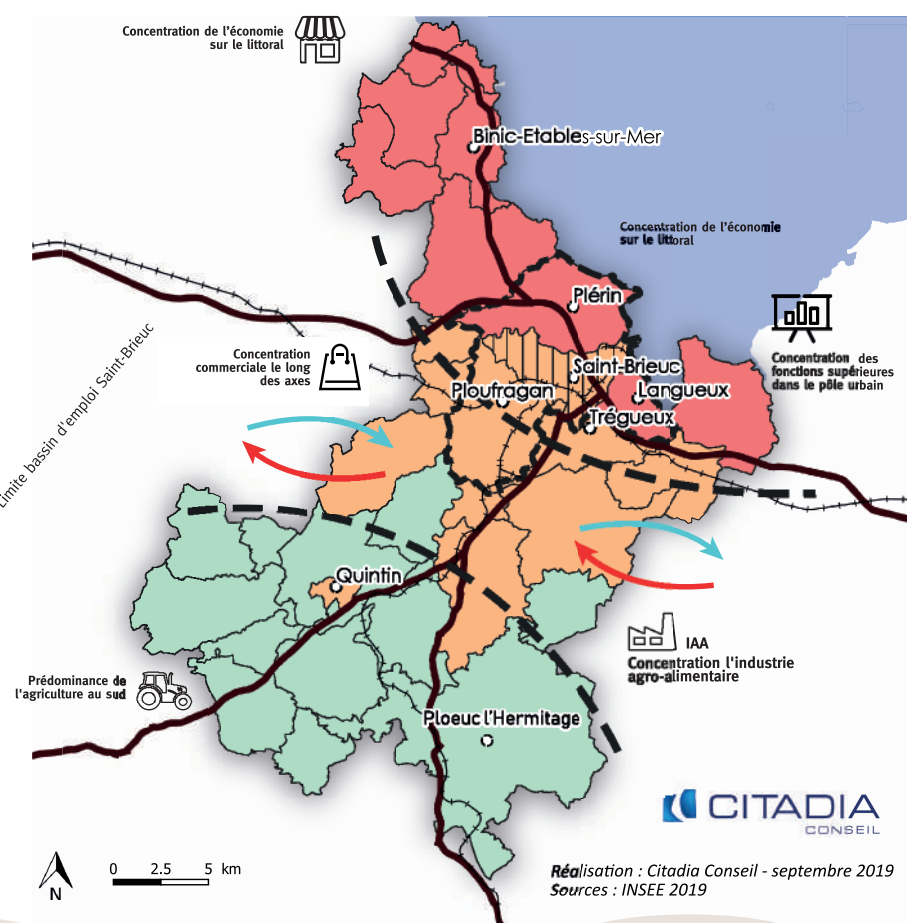 Concentration de l'économie
sur le littoral
Binic-Etables-sur-Mer
Concentration de l'économie
sur le littoral
Plérin
Concentration des
fonctions supérieures
dans le pôle urbain
Limite bassin d'emploi Saint-Brieuc
Concentration
commerciale le long
des axes
Saint-Brieuc
Ploufragan
Langueux
Trégueux
Quintin
IAA
Concentration l'industrie
agro-alimentaire
Prédominance de
l'agriculture au sud
Ploeuc l'Hermitage
CITADIA
CONSEIL
0 2.5 5 km
N
Réalisation : Citadia Conseil - septembre 2019
Sources : INSEE 2019